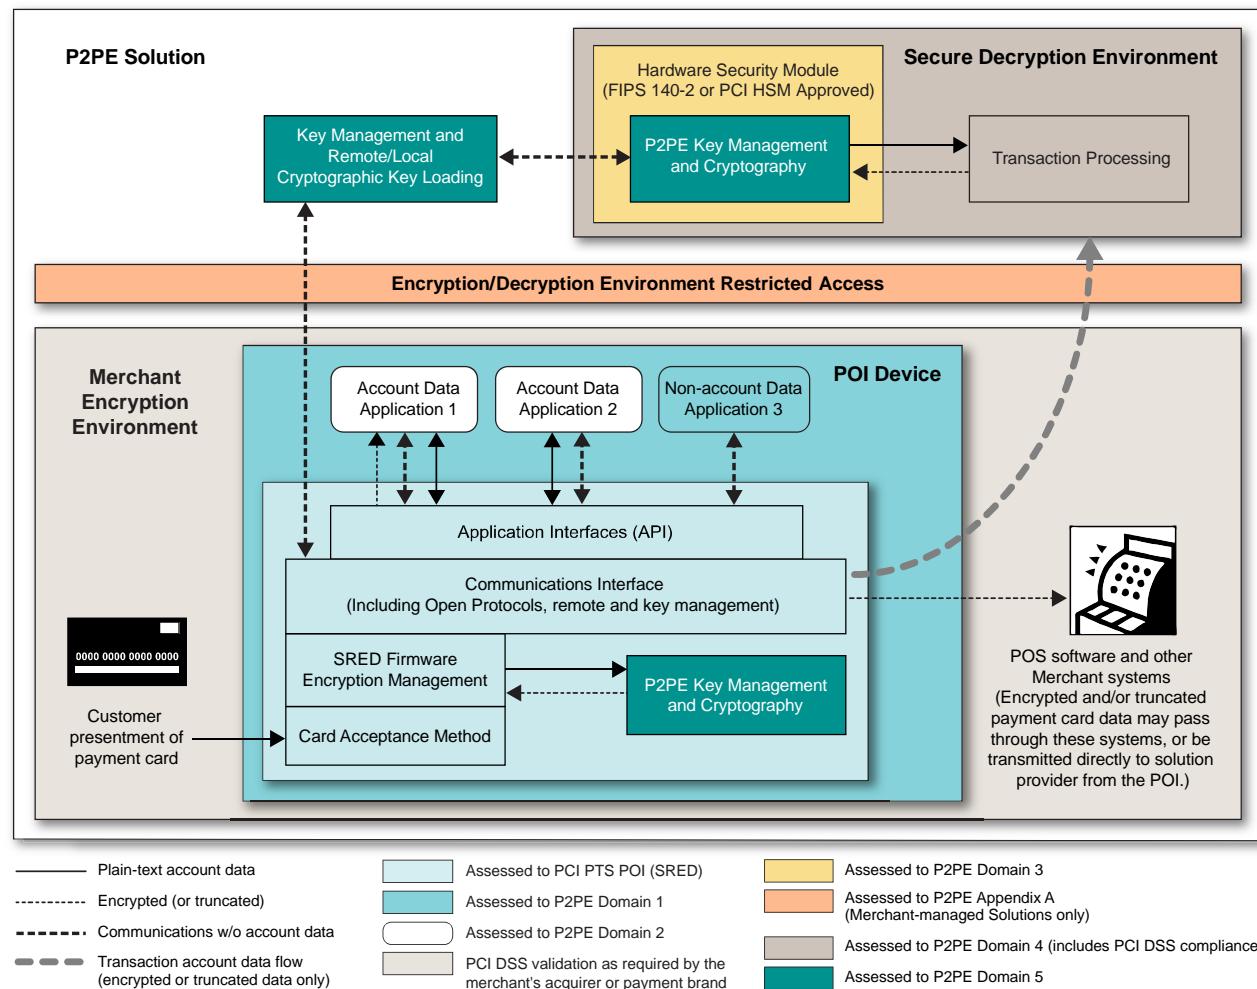 P2PE Solution
Secure Decryption Environment
Hardware Security Module
(FIPS 140-2 or PCI HSM Approved)
Key Management and
Remote/Local
Cryptographic Key Loading
P2PE Key Management
and Cryptography
Transaction Processing
Encryption/Decryption Environment Restricted Access
Merchant
Encryption
Environment
POI Device
Account Data
Application 1
Account Data
Application 2
Non-account Data
Application 3
Application Interfaces (API)
Communications Interface
(Including Open Protocols, remote and key management)
SRED Firmware
Encryption Management
P2PE Key Management
and Cryptography
Card Acceptance Method
0000 0000 0000 0000
Customer
presentment of
payment card
POS software and other
Merchant systems
(Encrypted and/or truncated
payment card data may pass
through these systems, or be
transmitted directly to solution
provider from the POI.)
Plain-text account data
Encrypted (or truncated)
Communications w/o account data
Transaction account data flow
(encrypted or truncated data only)
Assessed to PCI PTS POI (SRED)
Assessed to P2PE Domain 1
Assessed to P2PE Domain 2
PCI DSS validation as required by the
merchant's acquirer or payment brand
Assessed to P2PE Domain 3
Assessed to P2PE Appendix A
(Merchant-managed Solutions only)
Assessed to P2PE Domain 4 (includes PCI DSS compliance
Assessed to P2PE Domain 5